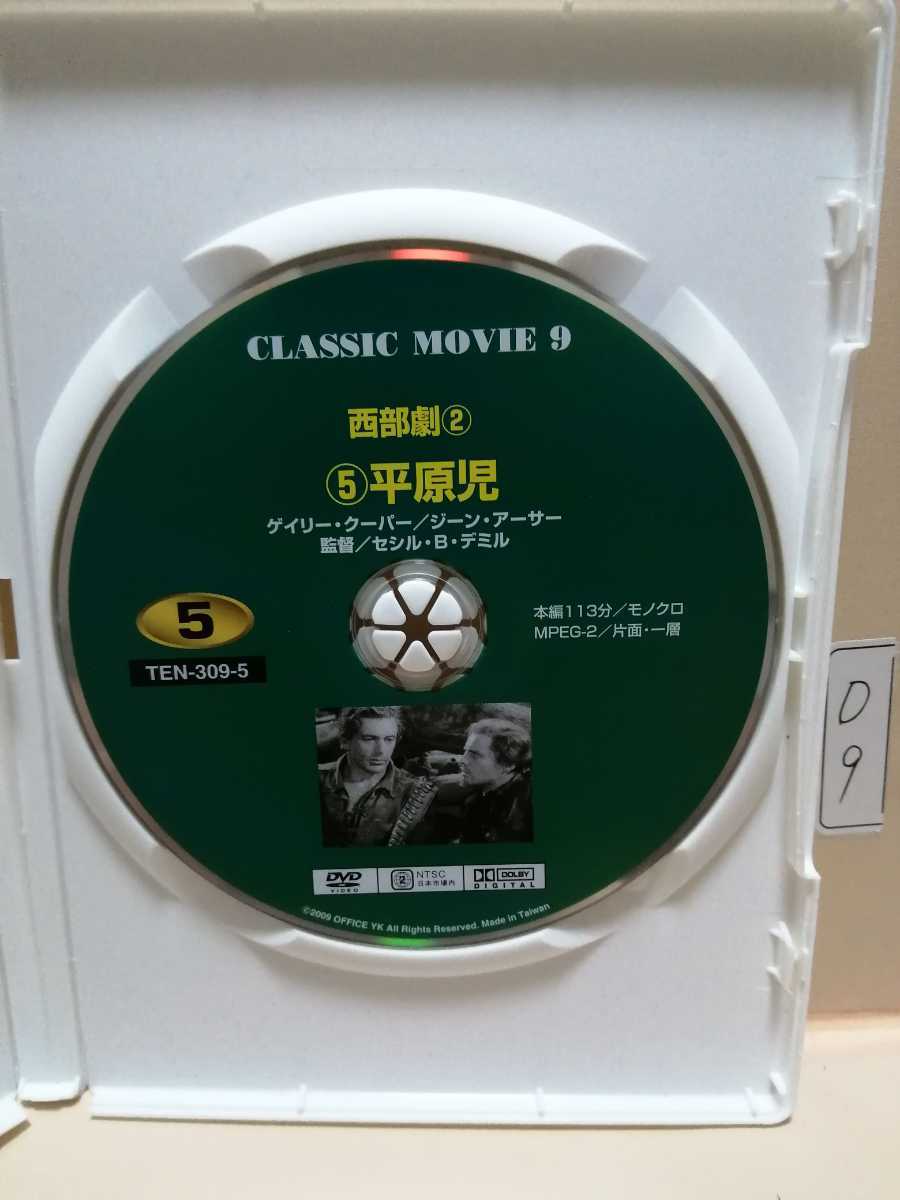 CLASSIC MOVIE 9
西部劇②
⑤平原児
ゲイリー・クーパー／ジーン・アーサー
監督／セシル・B・デミル
5
TEN-309-5
本編113分／モノクロ
MPEG-2／片面・一層
DVD
VIDEO
2
NTSC
日本市場内
DOLBY
DIGITAL
©2009 OFFICE YK All Rights Reserved. Made in Taiwan
D
9